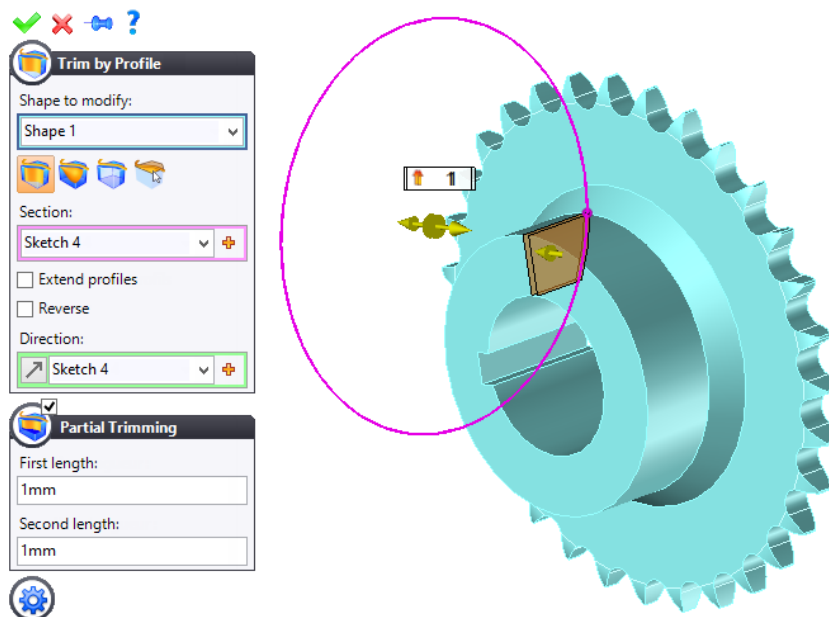 ?
Trim by Profile
Shape to modify:
Shape 1
Section:
Sketch 4
Extend profiles
Reverse
Direction:
Sketch 4
Partial Trimming
First length:
1mm
Second length:
1mm
1